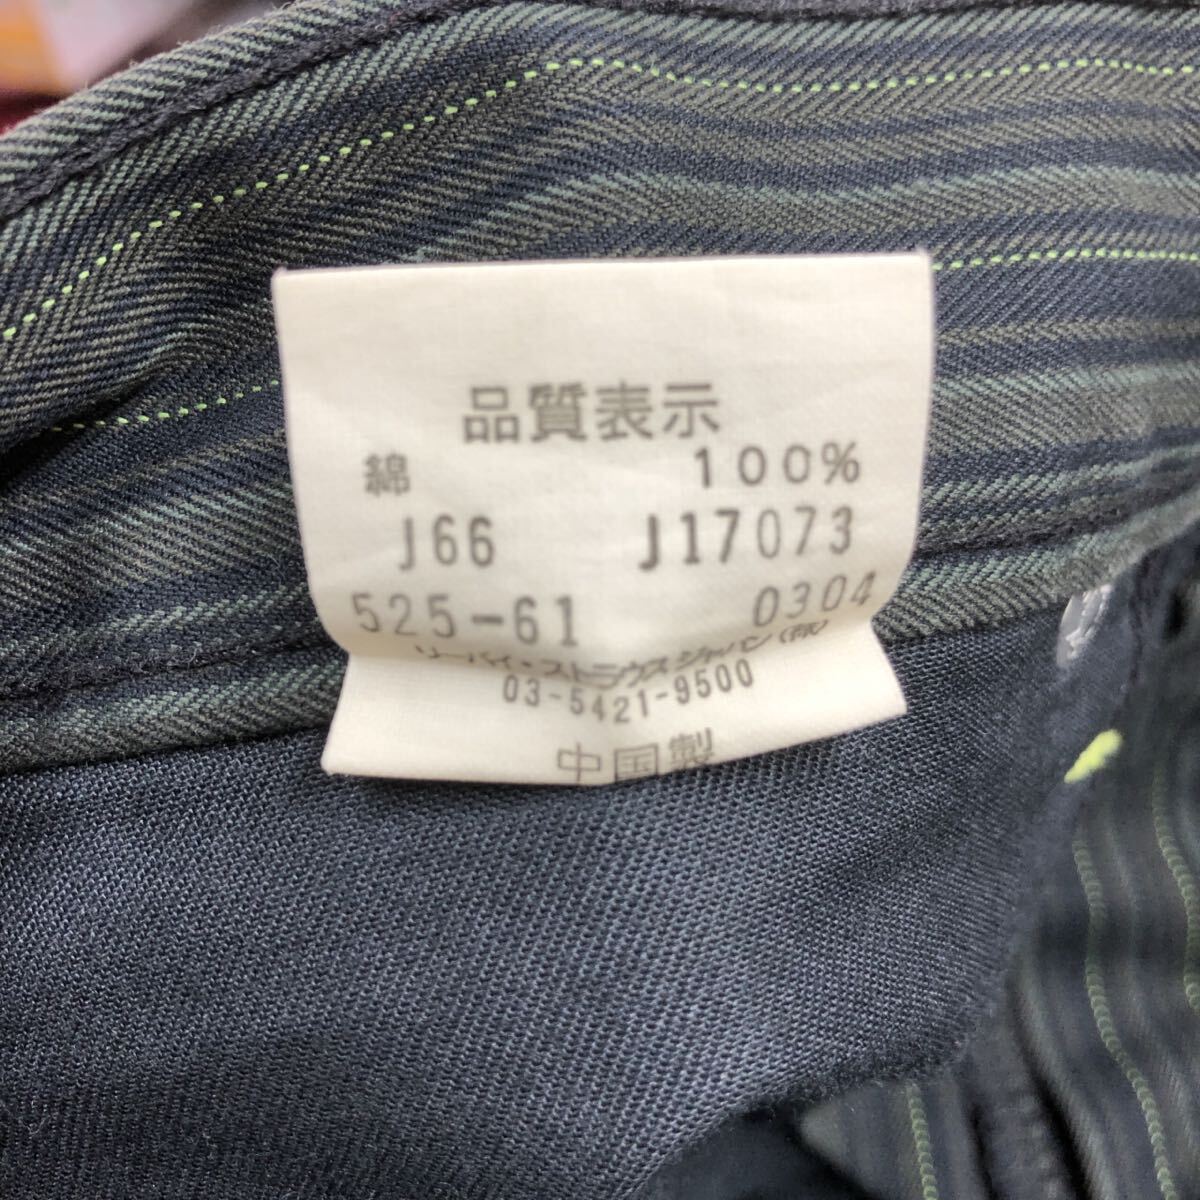 品質表示
綿 100%
J66 J17073
525-61 0304
リーバイ・ストラウスジャパン(株)
03-5421-9500
中国製